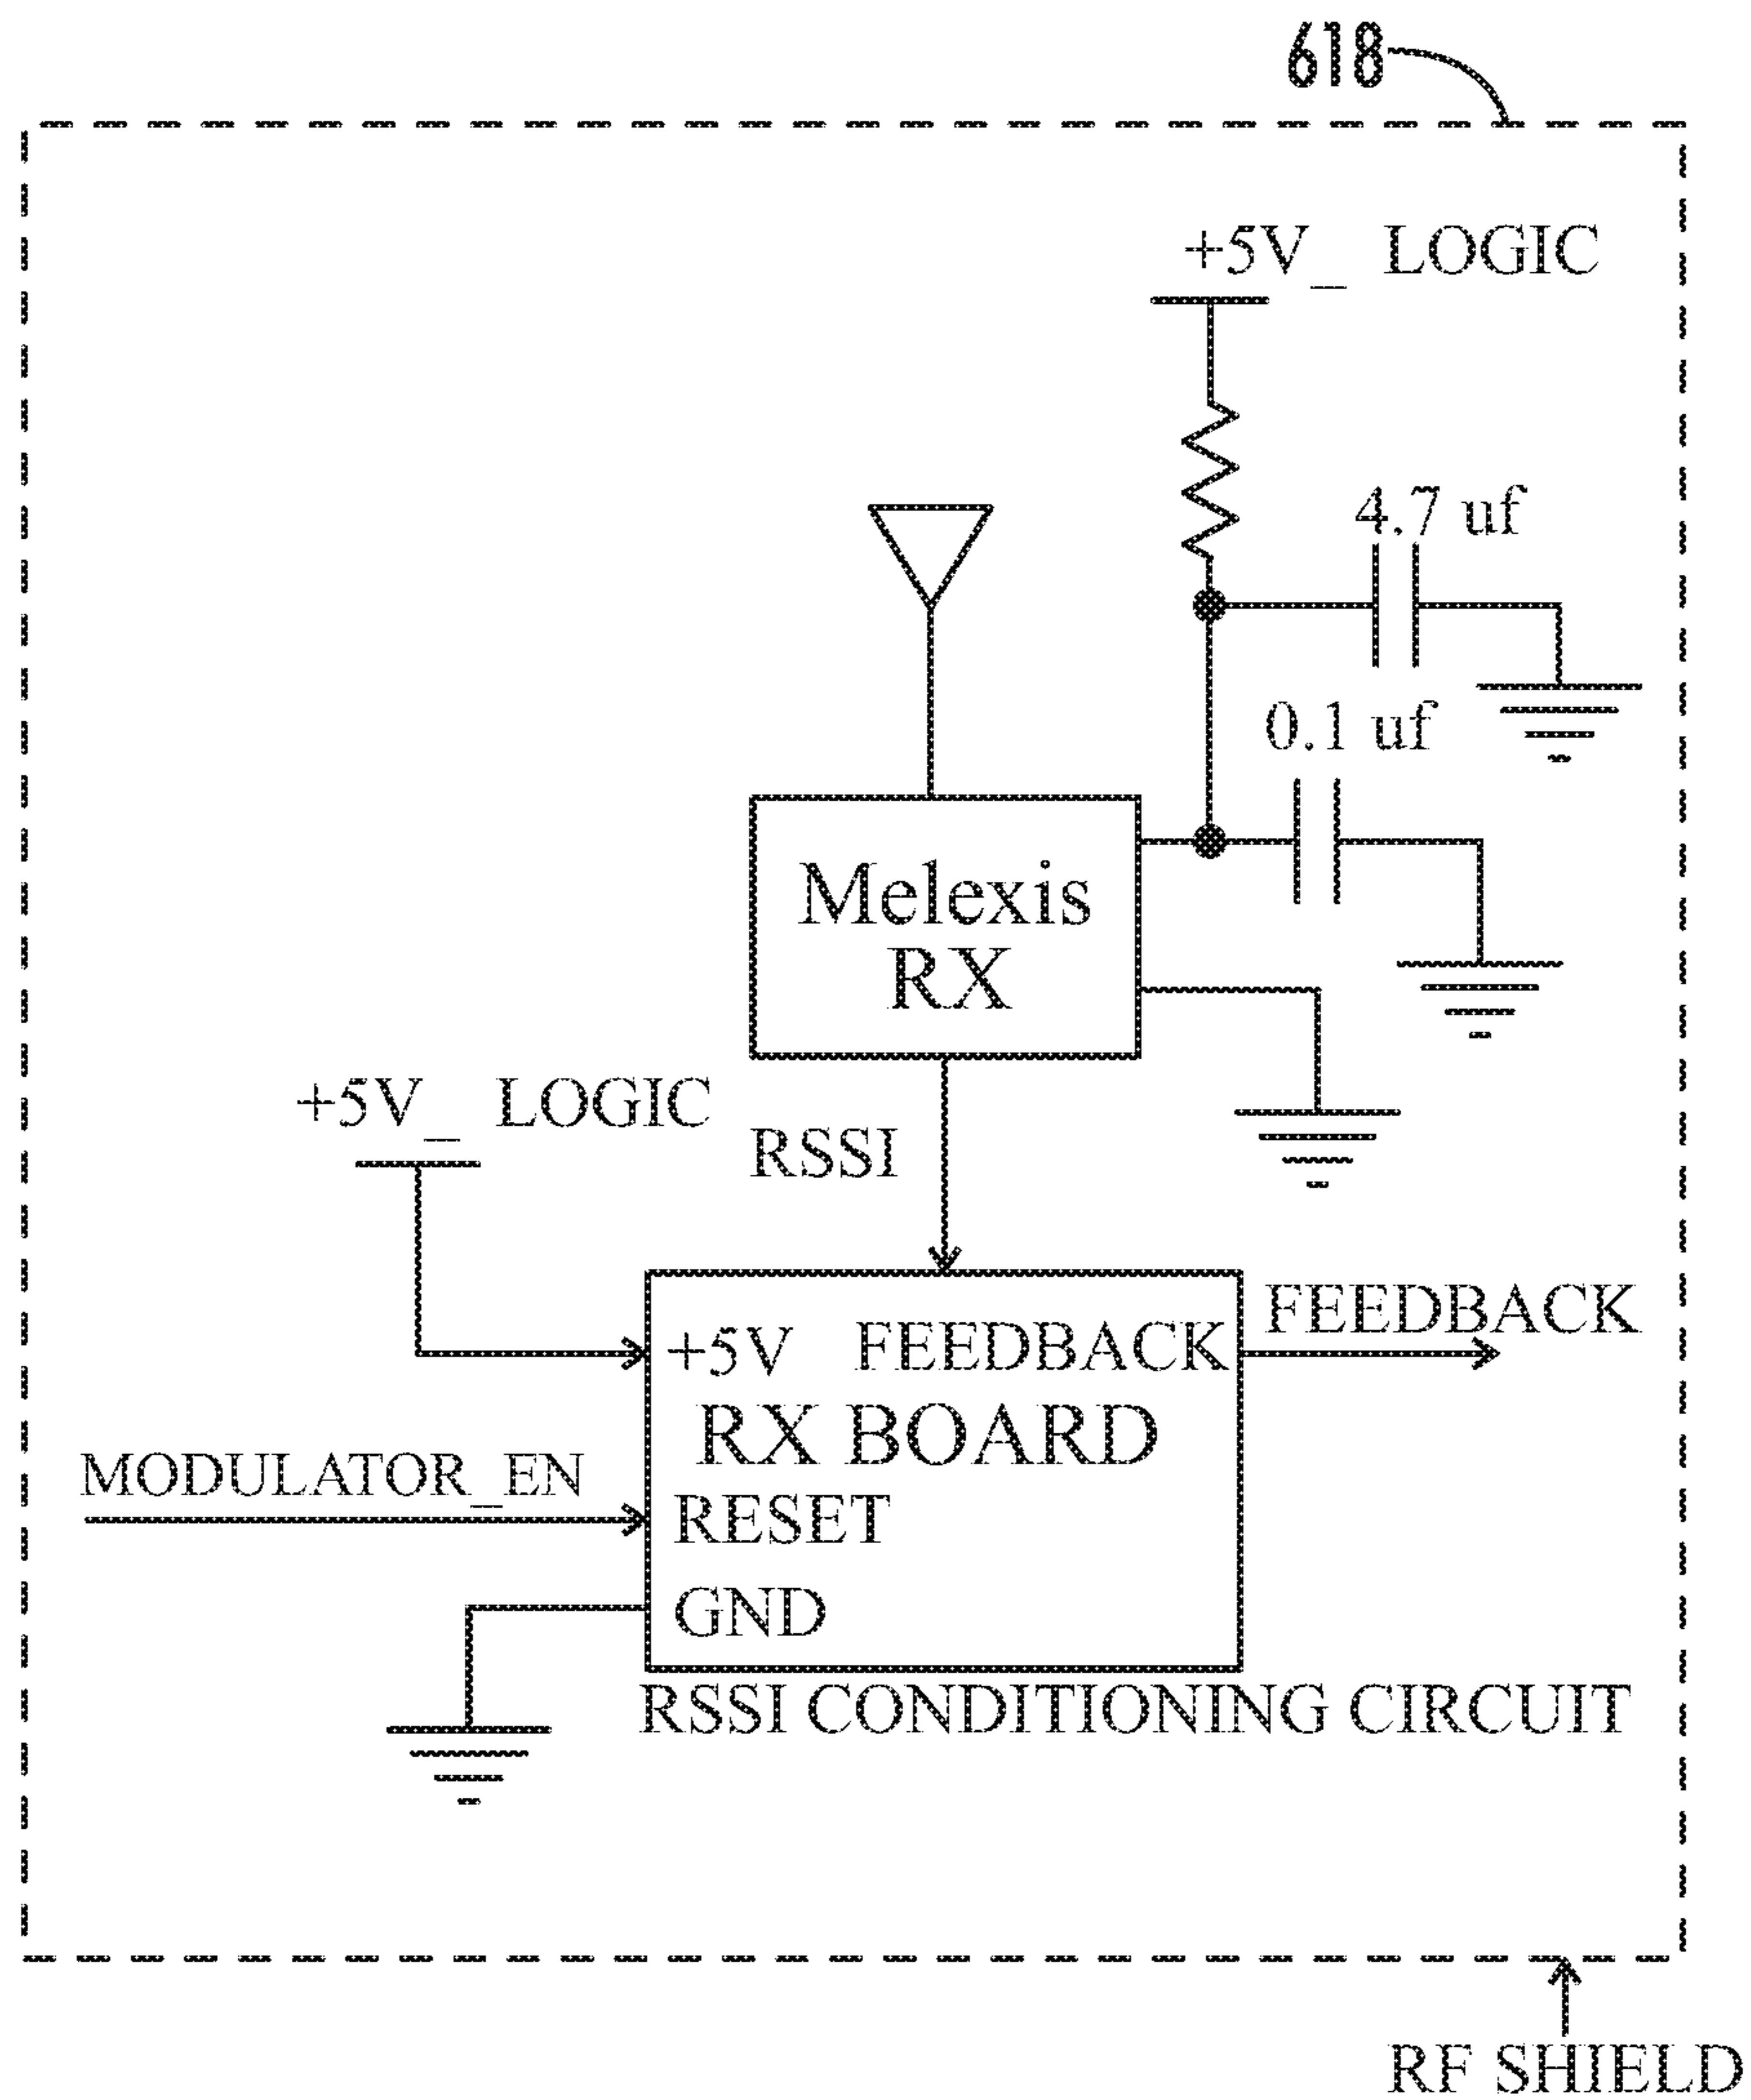 618
+5V_ LOGIC
4.7 uf
0.1 uf
Melexis
RX
+5V_ LOGIC
RSSI
FEEDBACK
+5V FEEDBACK
RX BOARD
MODULATOR_EN
RESET
GND
RSSI CONDITIONING CIRCUIT
RF SHIELD